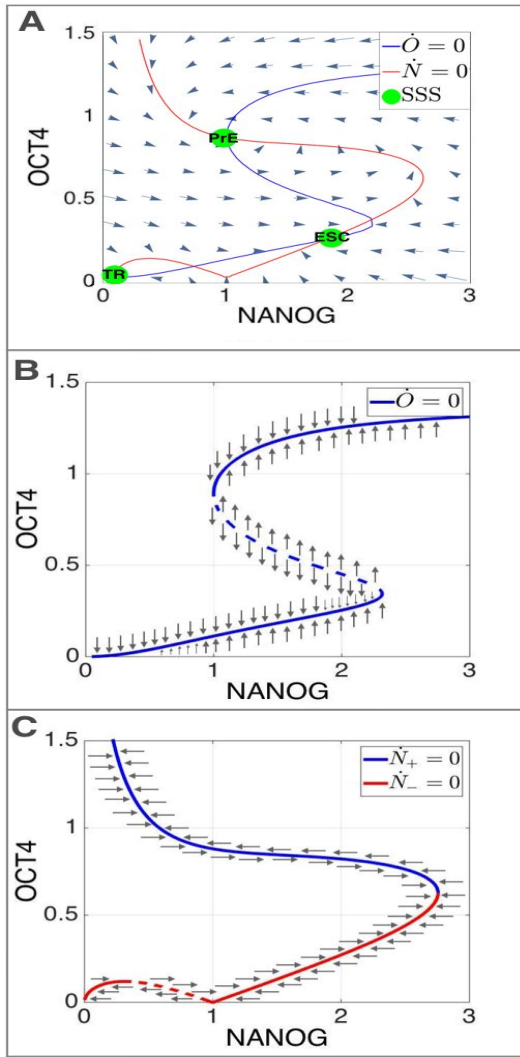 A
1.5
1
0.5
0
OCT4
0 1 2 3
NANOG
Ȯ = 0
Ṅ = 0
SSS
PrE
ESC
TR
B
1.5
1
0.5
0
OCT4
0 1 2 3
NANOG
Ȯ = 0
C
1.5
1
0.5
0
OCT4
0 1 2 3
NANOG
Ṅ₊ = 0
Ṅ₋ = 0